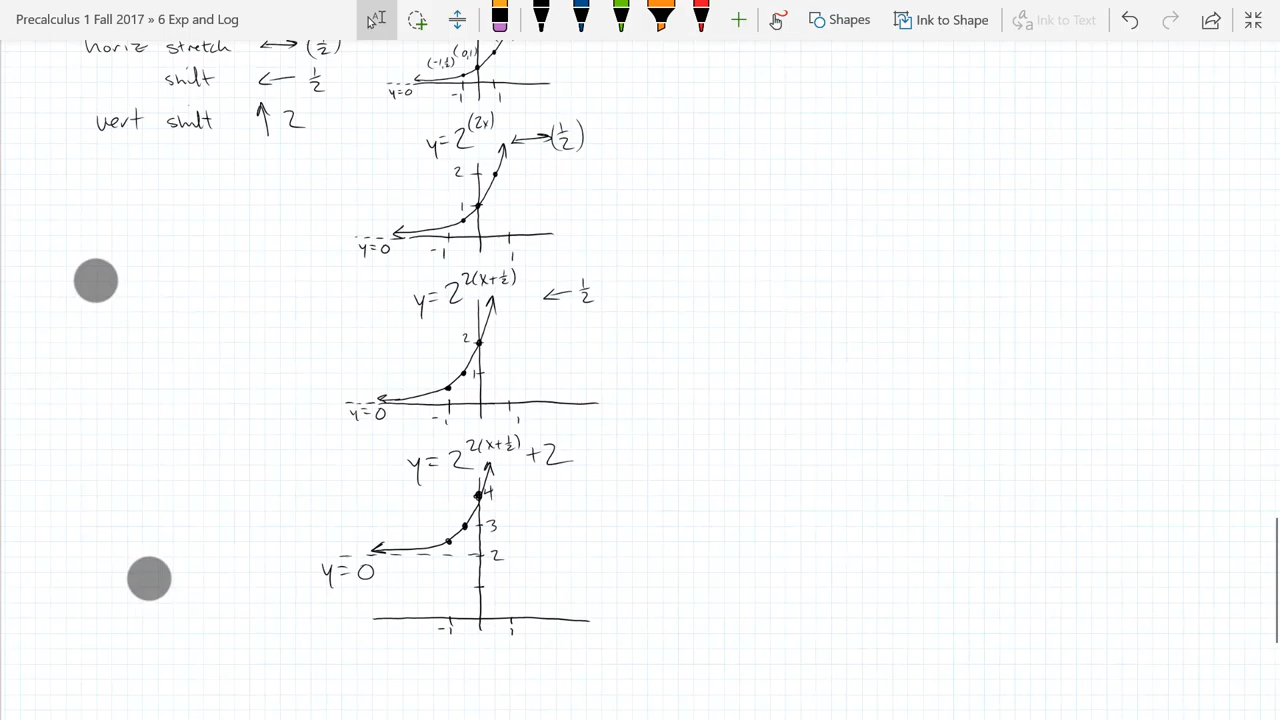 Precalculus 1 Fall 2017 » 6 Exp and Log
Shapes
Ink to Shape
Ink to Text
horiz stretch ↔ (1/2)
shift ← 1/2
vert shift ↑ 2
(-1,1/2) (0,1)
y=0
-1 1
y=2^(2x) ↔ (1/2)
2
1
y=0
-1 1
y=2^2(x+1/2) ← 1/2
2
1
y=0
-1 1
y=2^2(x+1/2) +2
4
3
2
y=0
-1 1